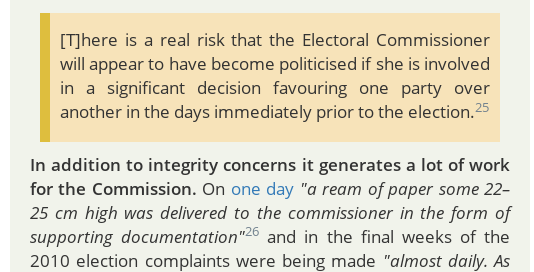 [T]here is a real risk that the Electoral Commissioner
will appear to have become politicised if she is involved
in a significant decision favouring one party over
another in the days immediately prior to the election.25
In addition to integrity concerns it generates a lot of work
for the Commission. On one day "a ream of paper some 22–
25 cm high was delivered to the commissioner in the form of
supporting documentation"26 and in the final weeks of the
2010 election complaints were being made "almost daily. As